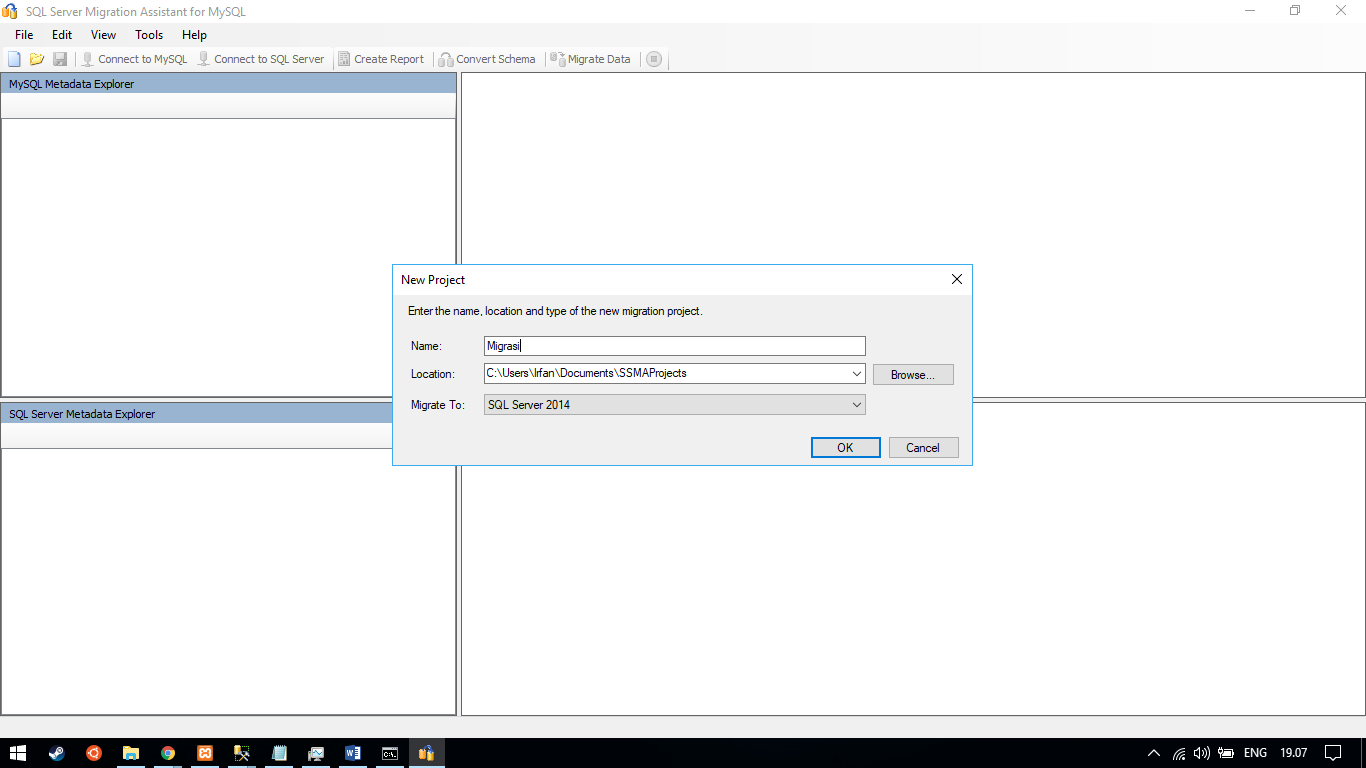 SQL Server Migration Assistant for MySQL
File Edit View Tools Help
Connect to MySQL Connect to SQL Server Create Report Convert Schema Migrate Data
MySQL Metadata Explorer
New Project
Enter the name, location and type of the new migration project.
Name: Migrasi
Location: C:\Users\Irfan\Documents\SSMAProjects Browse...
Migrate To: SQL Server 2014
SQL Server Metadata Explorer
OK Cancel
ENG 19.07